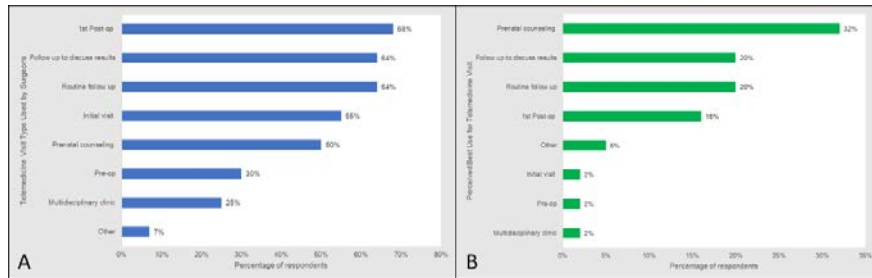 1st Post-op 68%
Follow up to discuss results 64%
Routine follow up 64%
Initial visit 55%
Prenatal counseling 50%
Pre-op 30%
Multidisciplinary clinic 25%
Other 7%
0% 10% 20% 30% 40% 50% 60% 70% 80%
Percentage of respondents
Telemedicine Visit Type Used by Surgeons
A
Prenatal counseling 32%
Follow up to discuss results 20%
Routine follow up 20%
1st Post-op 16%
Other 5%
Initial visit 2%
Pre-op 2%
Multidisciplinary clinic 2%
0% 5% 10% 15% 20% 25% 30% 35%
Percentage of respondents
Perceived Best Use for Telemedicine Visit
B